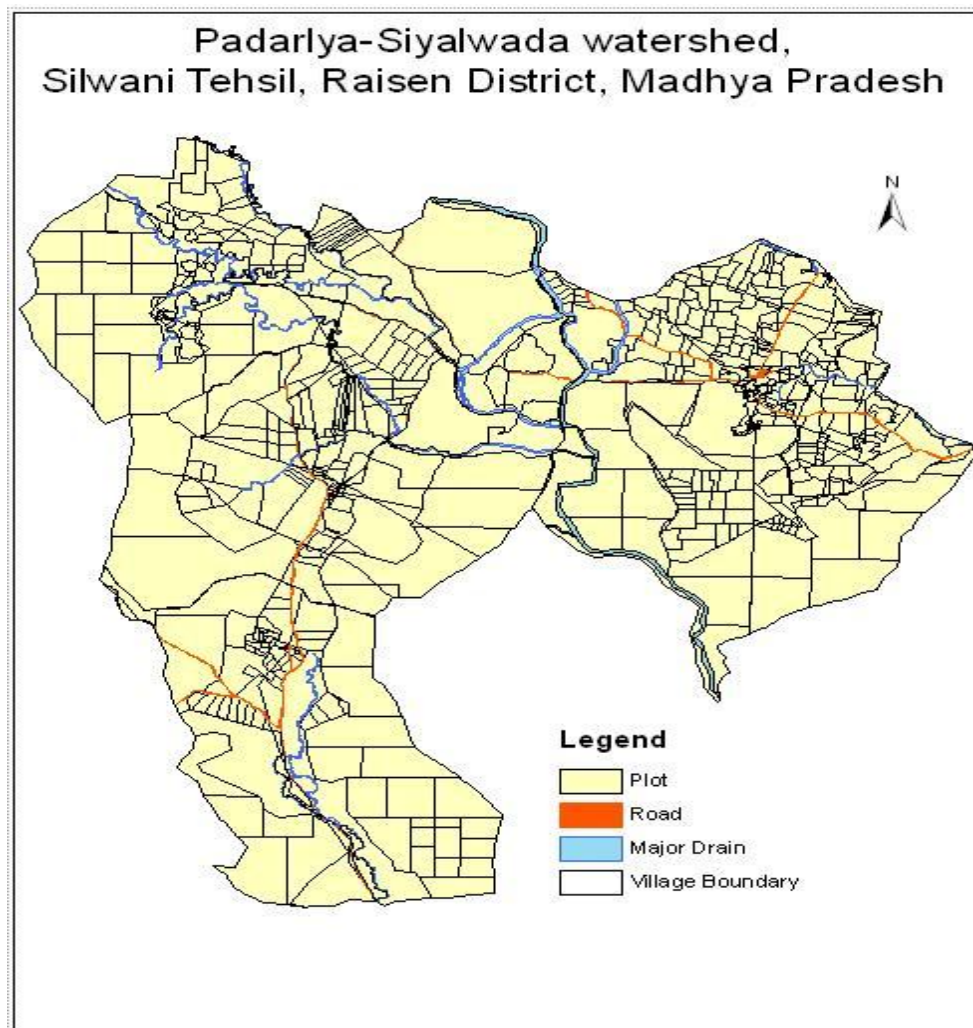 Padarlya-Siyalwada watershed,
Silwani Tehsil, Raisen District, Madhya Pradesh
N
Legend
Plot
Road
Major Drain
Village Boundary